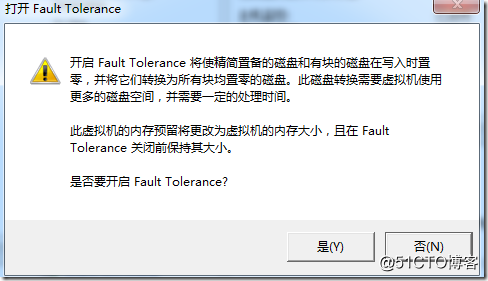 打开 Fault Tolerance
开启 Fault Tolerance 将使精简置备的磁盘和有块的磁盘在写入时置
零，并将它们转换为所有块均置零的磁盘。此磁盘转换需要虚拟机使用
更多的磁盘空间，并需要一定的处理时间。
此虚拟机的内存预留将更改为虚拟机的内存大小，且在 Fault
Tolerance 关闭前保持其大小。
是否要开启 Fault Tolerance?
是(Y)
否(N)
@51CTO博客